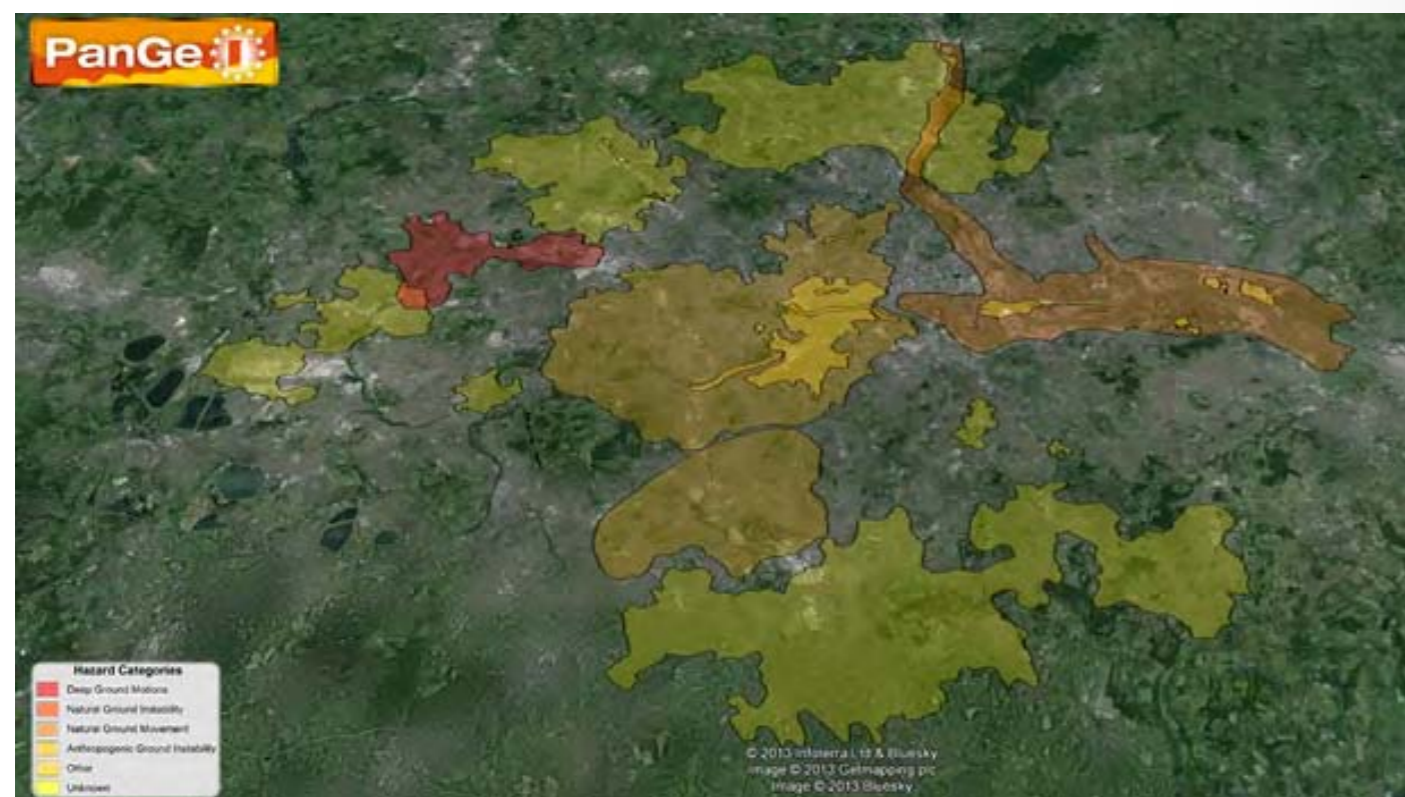 PanGe
Hazard Categories
Deep Ground Motions
Natural Ground Instability
Natural Ground Movement
Anthropogenic Ground Instability
Other
Unknown
© 2013 Infoterra Ltd & Bluesky
Image © 2013 Getmapping plc
Image © 2013 Bluesky